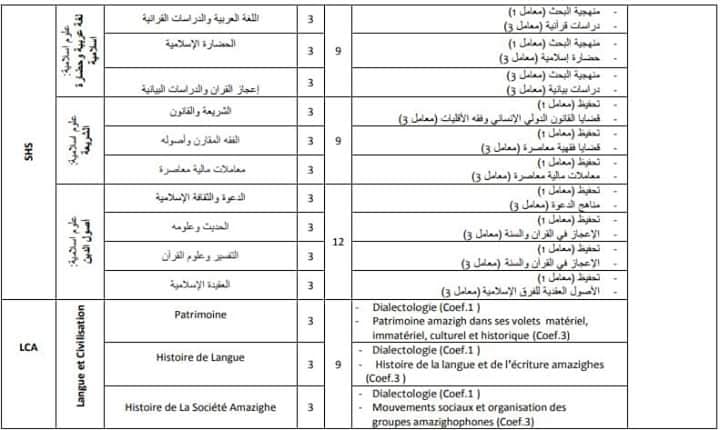 SHS
علوم إسلامية:
لغة عربية وحضارة
إسلامية
اللغة العربية والدراسات القرآنية
3
9
- منهجية البحث (معامل 1)
- دراسات قرآنية (معامل 3)
الحضارة الإسلامية
3
- منهجية البحث (معامل 1)
- حضارة إسلامية (معامل 3)
إعجاز القران والدراسات البيانية
3
- منهجية البحث (معامل 3)
- دراسات بيانية (معامل 3)
علوم إسلامية:
الشريعة
الشريعة والقانون
3
9
- تحفيظ (معامل 1)
- قضايا القانون الدولي الإنساني وفقه الأقليات (معامل 3)
الفقه المقارن وأصوله
3
- تحفيظ (معامل 1)
- قضايا فقهية معاصرة (معامل 3)
معاملات مالية معاصرة
3
- تحفيظ (معامل 1)
- معاملات مالية معاصرة (معامل 3)
علوم إسلامية:
أصول الدين
الدعوة والثقافة الإسلامية
3
12
- تحفيظ (معامل 1)
- مناهج الدعوة (معامل 3)
الحديث وعلومه
3
- تحفيظ (معامل 1)
- الإعجاز في القران والسنة (معامل 3)
التفسير وعلوم القرآن
3
- تحفيظ (معامل 1)
- الإعجاز في القرآن والسنة (معامل 3)
العقيدة الإسلامية
3
- تحفيظ (معامل 1)
- الأصول العقدية للفرق الإسلامية (معامل 3)
LCA
Langue et Civilisation
Patrimoine
3
9
- Dialectologie (Coef.1 )
- Patrimoine amazigh dans ses volets matériel,
immatériel, culturel et historique (Coef.3)
Histoire de Langue
3
- Dialectologie (Coef.1 )
- Histoire de la langue et de l'écriture amazighes
(Coef.3 )
Histoire de La Société Amazighe
3
- Dialectologie (Coef.1 )
- Mouvements sociaux et organisation des
groupes amazighophones (Coef.3)